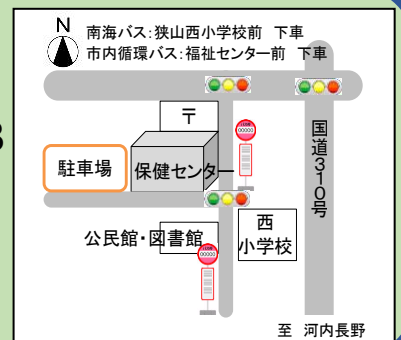 N
南海バス:狭山西小学校前 下車
市内循環バス:福祉センター前 下車
〒
国道310号
駐車場
保健センター
西
小学校
公民館・図書館
至 河内長野